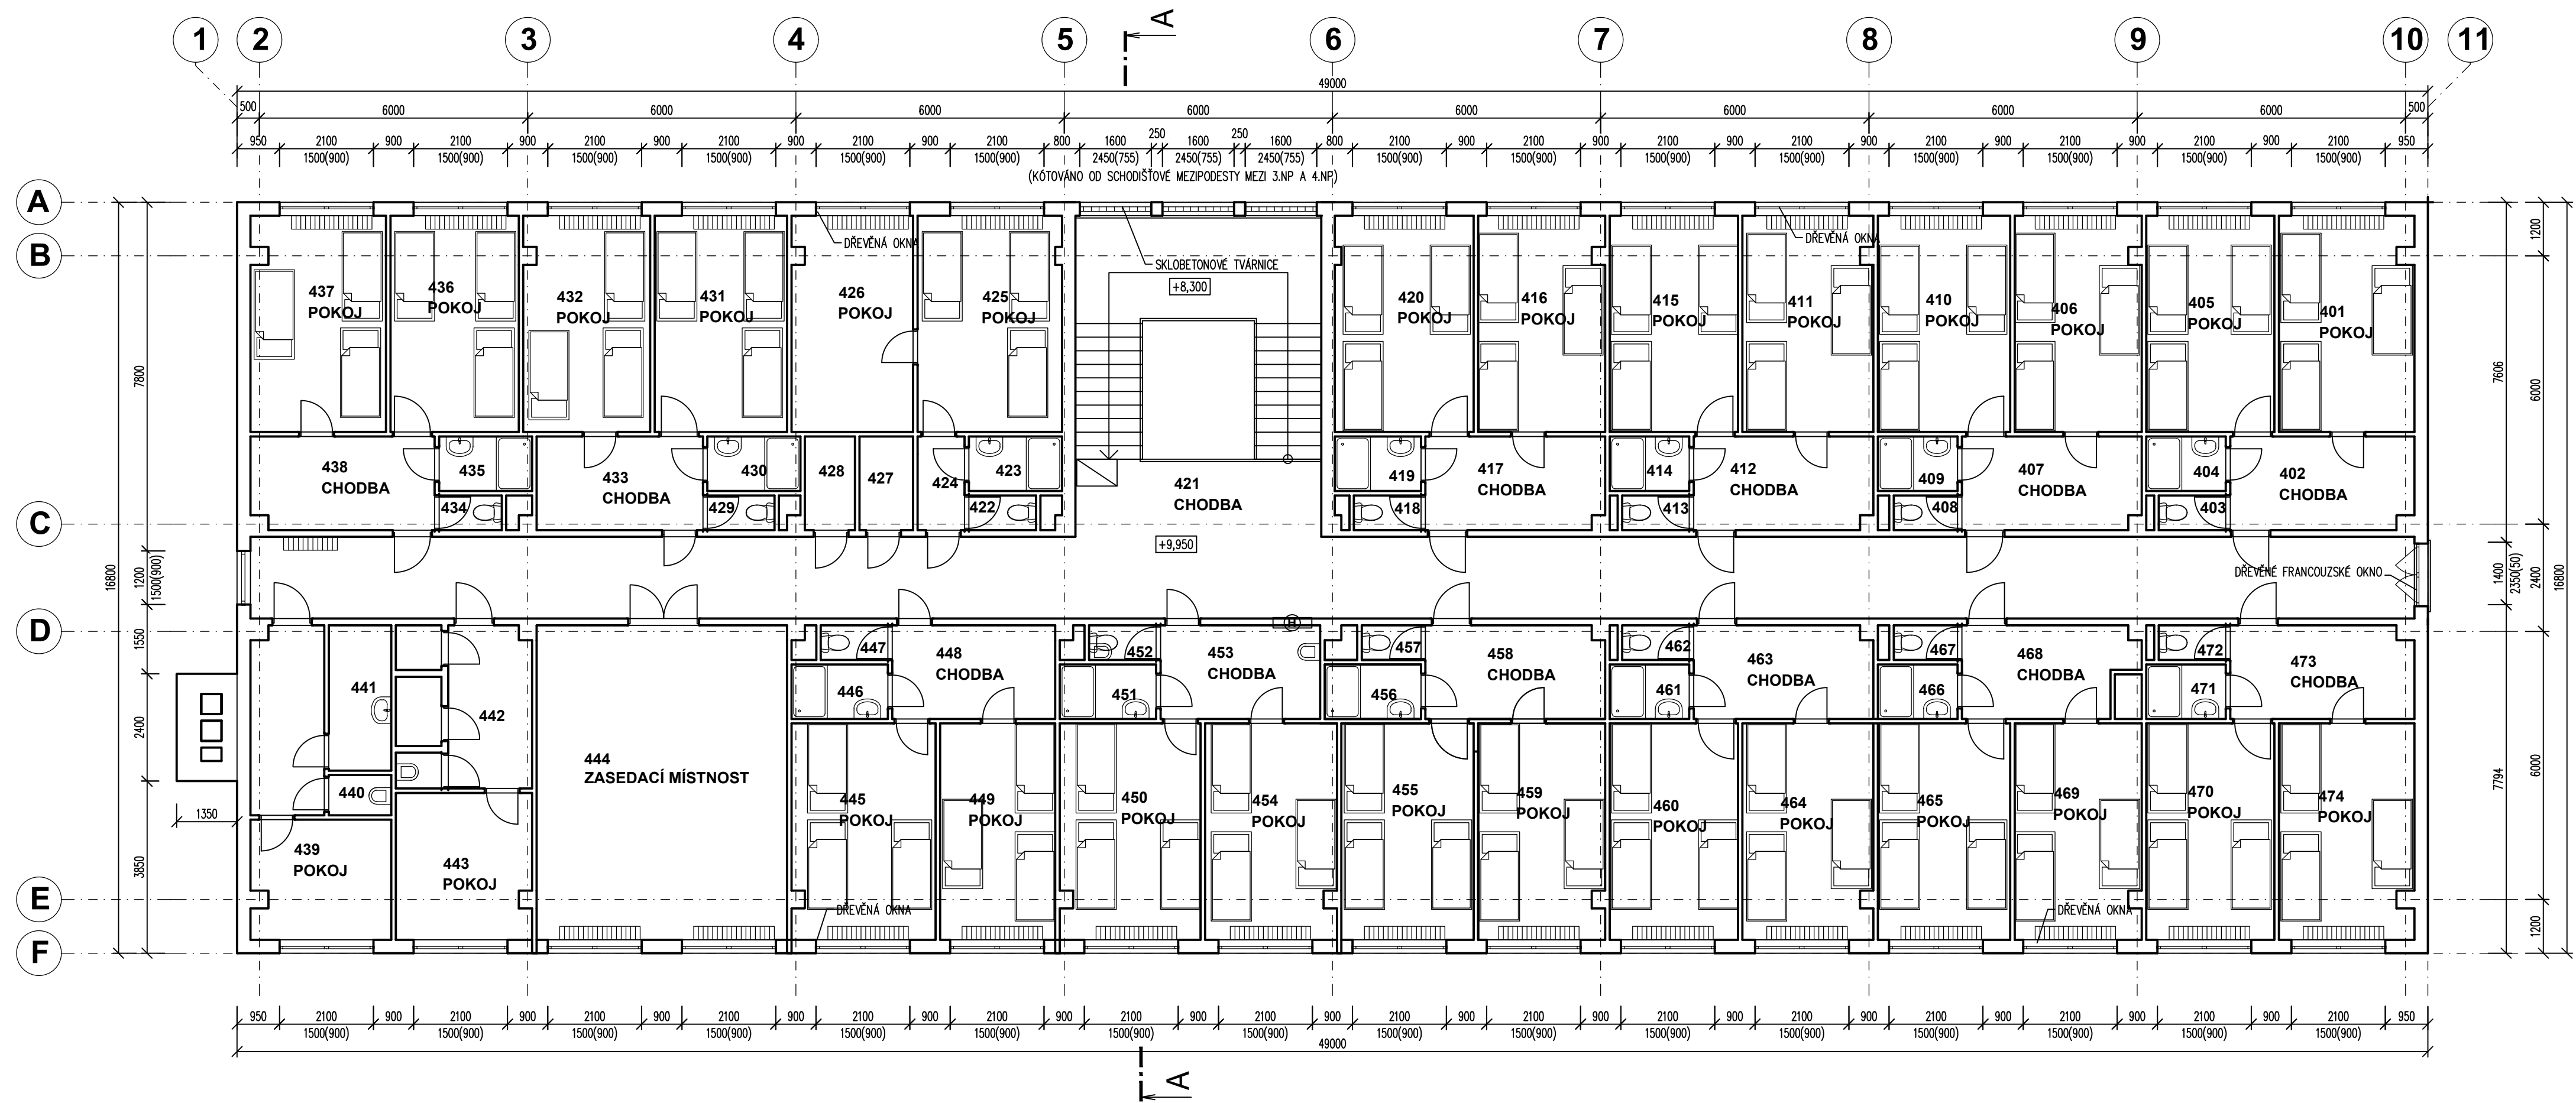 A
1 2 3 4 5 6 7 8 9 10 11
49000
500 6000 6000 6000 6000 6000 6000 6000 6000 500
950 2100 900 2100 900 2100 900 2100 900 2100 900 2100 800 1600 250 1600 250 1600 800 2100 900 2100 900 2100 900 2100 900 2100 900 2100 900 2100 900 2100 950
1500(900) 1500(900) 1500(900) 1500(900) 1500(900) 1500(900) 2450(755) 2450(755) 2450(755) 1500(900) 1500(900) 1500(900) 1500(900) 1500(900) 1500(900) 1500(900) 1500(900)
(KÓTOVÁNO OD SCHODIŠŤOVÉ MEZIPODESTY MEZI 3.NP A 4.NP)
A
B
C
D
E
F
16800
7800
1200
1500(900)
1550
2400
3850
1350
DŘEVĚNÁ OKNA
SKLOBETONOVÉ TVÁRNICE
DŘEVĚNÁ OKNA
+8,300
437
POKOJ
436
POKOJ
432
POKOJ
431
POKOJ
426
POKOJ
425
POKOJ
420
POKOJ
416
POKOJ
415
POKOJ
411
POKOJ
410
POKOJ
406
POKOJ
405
POKOJ
401
POKOJ
438
CHODBA
435
434
433
CHODBA
430
429
428
427
424
423
422
421
CHODBA
+9,950
419
418
417
CHODBA
414
413
412
CHODBA
409
408
407
CHODBA
404
403
402
CHODBA
DŘEVĚNÉ FRANCOUZSKÉ OKNO
H
441
442
440
439
POKOJ
443
POKOJ
444
ZASEDACÍ MÍSTNOST
447
446
448
CHODBA
452
451
453
CHODBA
457
456
458
CHODBA
462
461
463
CHODBA
467
466
468
CHODBA
472
471
473
CHODBA
445
POKOJ
449
POKOJ
450
POKOJ
454
POKOJ
455
POKOJ
459
POKOJ
460
POKOJ
464
POKOJ
465
POKOJ
469
POKOJ
470
POKOJ
474
POKOJ
DŘEVĚNÁ OKNA
DŘEVĚNÁ OKNA
7606
1400
2350(50)
7794
1200
6000
2400
6000
1200
16800
950 2100 900 2100 900 2100 900 2100 900 2100 900 2100 900 2100 900 2100 900 2100 900 2100 900 2100 900 2100 900 2100 900 2100 900 2100 900 2100 950
1500(900) 1500(900) 1500(900) 1500(900) 1500(900) 1500(900) 1500(900) 1500(900) 1500(900) 1500(900) 1500(900) 1500(900) 1500(900) 1500(900) 1500(900) 1500(900)
49000
A